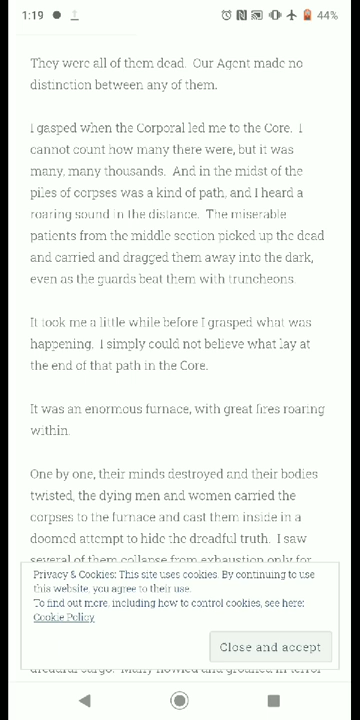 1:19
44%
They were all of them dead. Our Agent made no
distinction between any of them.
I gasped when the Corporal led me to the Core. I
cannot count how many there were, but it was
many, many thousands. And in the midst of the
piles of corpses was a kind of path, and I heard a
roaring sound in the distance. The miserable
patients from the middle section picked up the dead
and carried and dragged them away into the dark,
even as the guards beat them with truncheons.
It took me a little while before I grasped what was
happening. I simply could not believe what lay at
the end of that path in the Core.
It was an enormous furnace, with great fires roaring
within.
One by one, their minds destroyed and their bodies
twisted, the dying men and women carried the
corpses to the furnace and cast them inside in a
doomed attempt to hide the dreadful truth. I saw
several of them collapse from exhaustion only for
Privacy & Cookies: This site uses cookies. By continuing to use
this website, you agree to their use.
To find out more, including how to control cookies, see here:
Cookie Policy
Close and accept
dreadful cargo. Many howled and groaned in terror